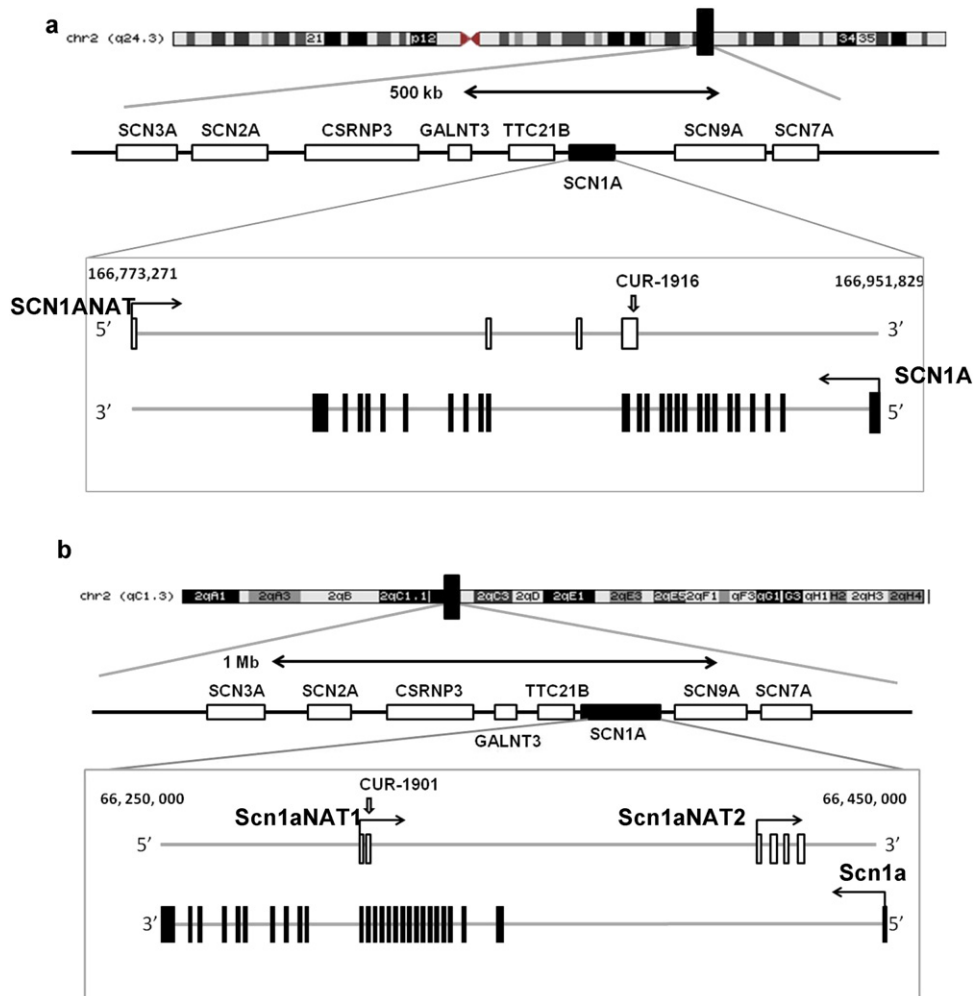 a
chr2 (q24.3) 21 p12 34 35
500 kb
SCN3A SCN2A CSRNP3 GALNT3 TTC21B SCN9A SCN7A
SCN1A
166,773,271 CUR-1916 166,951,829
SCN1ANAT
5′ 3′
SCN1A
3′ 5′
b
chr2 (qC1.3) 2qA1 2qA3 2qB 2qC1.1 2qC3 2qD 2qE1 2qE3 2qE5 2qF1 qF3 qG1 G3 qH1 H2 2qH3 2qH4
1 Mb
SCN3A SCN2A CSRNP3 TTC21B SCN9A SCN7A
GALNT3 SCN1A
66, 250, 000 CUR-1901 66, 450, 000
Scn1aNAT1 Scn1aNAT2
5′ 3′
Scn1a
3′ 5′